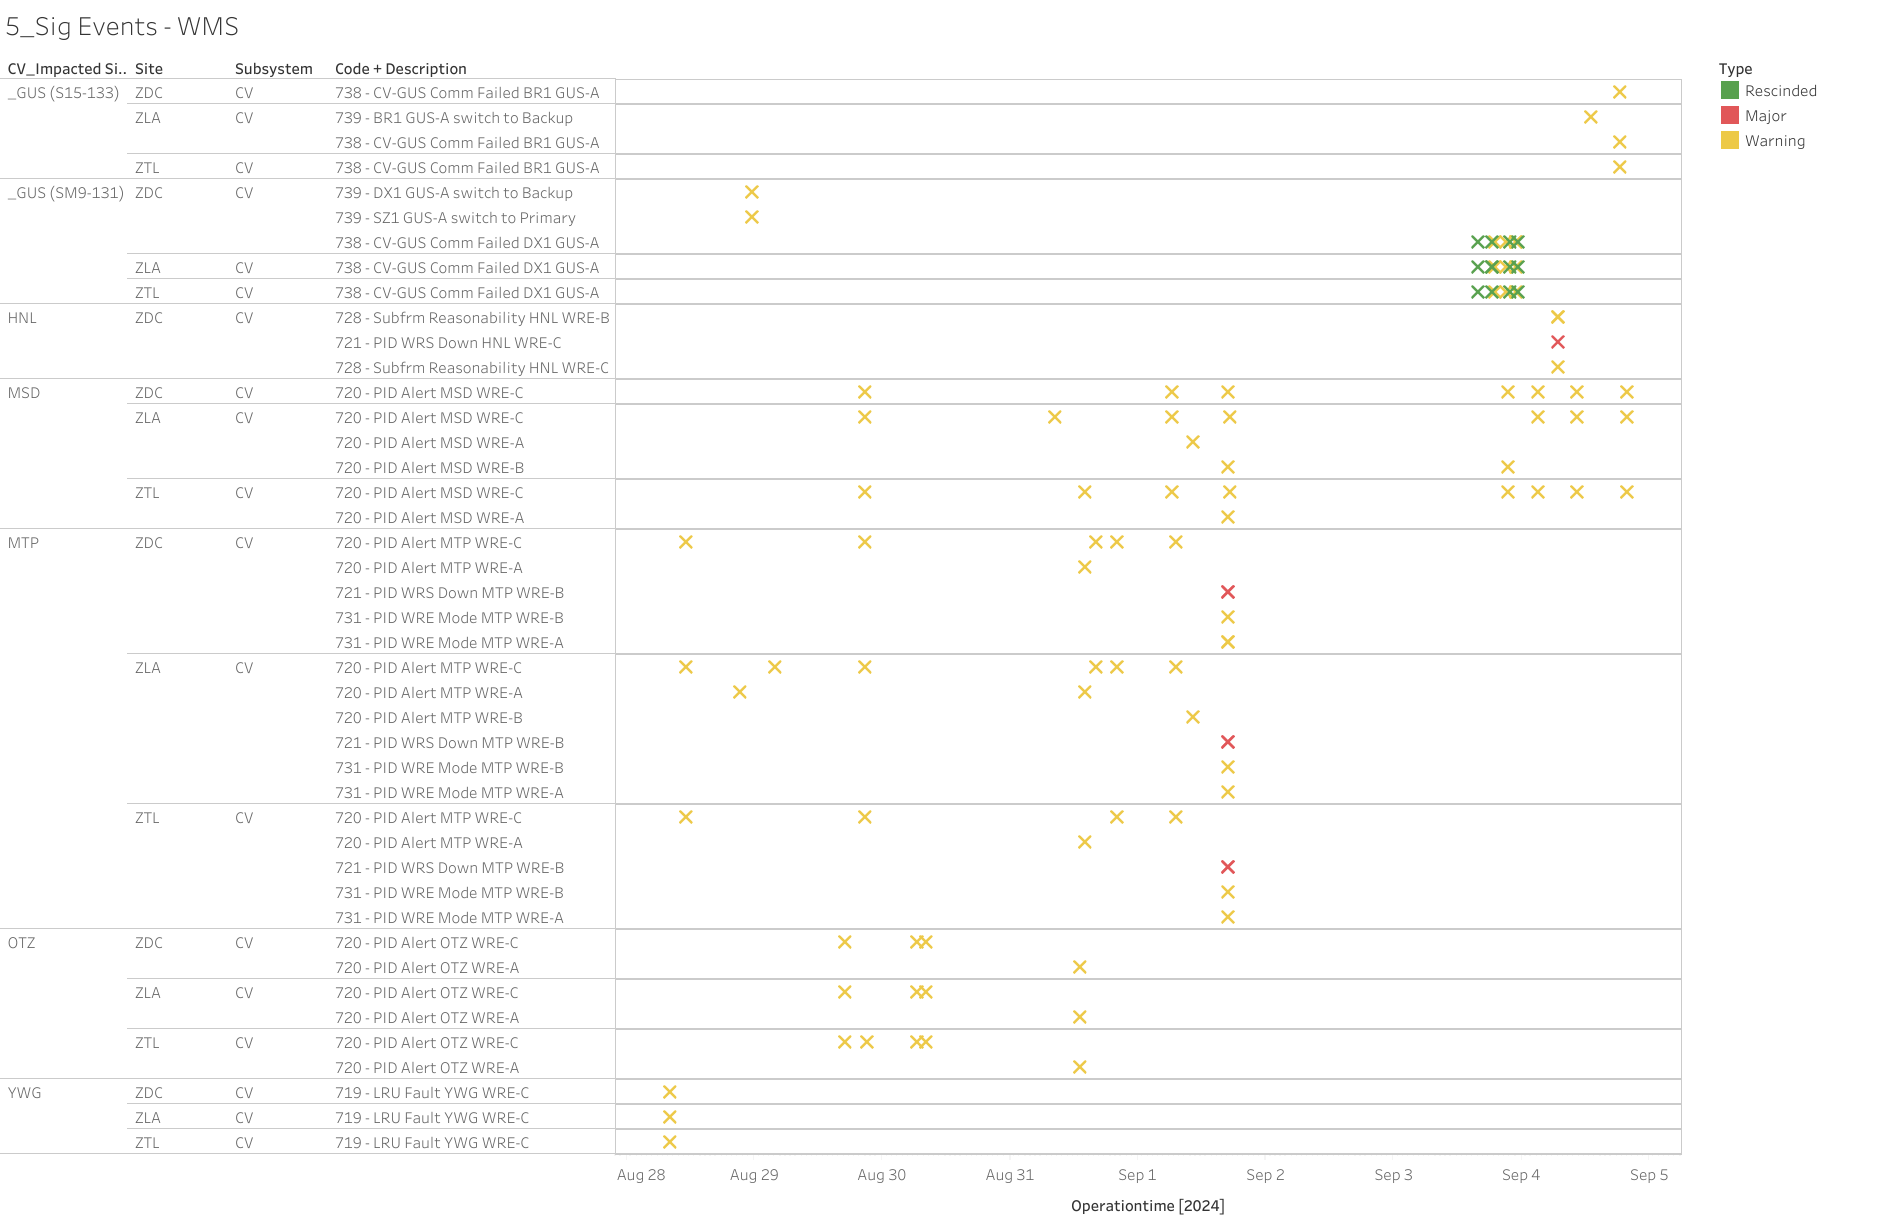 5_Sig Events - WMS
CV_Impacted Si.. Site Subsystem Code + Description
Type
_GUS (S15-133) ZDC CV 738 - CV-GUS Comm Failed BR1 GUS-A
Rescinded
ZLA CV 739 - BR1 GUS-A switch to Backup
Major
738 - CV-GUS Comm Failed BR1 GUS-A
Warning
ZTL CV 738 - CV-GUS Comm Failed BR1 GUS-A
_GUS (SM9-131) ZDC CV 739 - DX1 GUS-A switch to Backup
739 - SZ1 GUS-A switch to Primary
738 - CV-GUS Comm Failed DX1 GUS-A
ZLA CV 738 - CV-GUS Comm Failed DX1 GUS-A
ZTL CV 738 - CV-GUS Comm Failed DX1 GUS-A
HNL ZDC CV 728 - Subfrm Reasonability HNL WRE-B
721 - PID WRS Down HNL WRE-C
728 - Subfrm Reasonability HNL WRE-C
MSD ZDC CV 720 - PID Alert MSD WRE-C
ZLA CV 720 - PID Alert MSD WRE-C
720 - PID Alert MSD WRE-A
720 - PID Alert MSD WRE-B
ZTL CV 720 - PID Alert MSD WRE-C
720 - PID Alert MSD WRE-A
MTP ZDC CV 720 - PID Alert MTP WRE-C
720 - PID Alert MTP WRE-A
721 - PID WRS Down MTP WRE-B
731 - PID WRE Mode MTP WRE-B
731 - PID WRE Mode MTP WRE-A
ZLA CV 720 - PID Alert MTP WRE-C
720 - PID Alert MTP WRE-A
720 - PID Alert MTP WRE-B
721 - PID WRS Down MTP WRE-B
731 - PID WRE Mode MTP WRE-B
731 - PID WRE Mode MTP WRE-A
ZTL CV 720 - PID Alert MTP WRE-C
720 - PID Alert MTP WRE-A
721 - PID WRS Down MTP WRE-B
731 - PID WRE Mode MTP WRE-B
731 - PID WRE Mode MTP WRE-A
OTZ ZDC CV 720 - PID Alert OTZ WRE-C
720 - PID Alert OTZ WRE-A
ZLA CV 720 - PID Alert OTZ WRE-C
720 - PID Alert OTZ WRE-A
ZTL CV 720 - PID Alert OTZ WRE-C
720 - PID Alert OTZ WRE-A
YWG ZDC CV 719 - LRU Fault YWG WRE-C
ZLA CV 719 - LRU Fault YWG WRE-C
ZTL CV 719 - LRU Fault YWG WRE-C
Aug 28 Aug 29 Aug 30 Aug 31 Sep 1 Sep 2 Sep 3 Sep 4 Sep 5
Operationtime [2024]